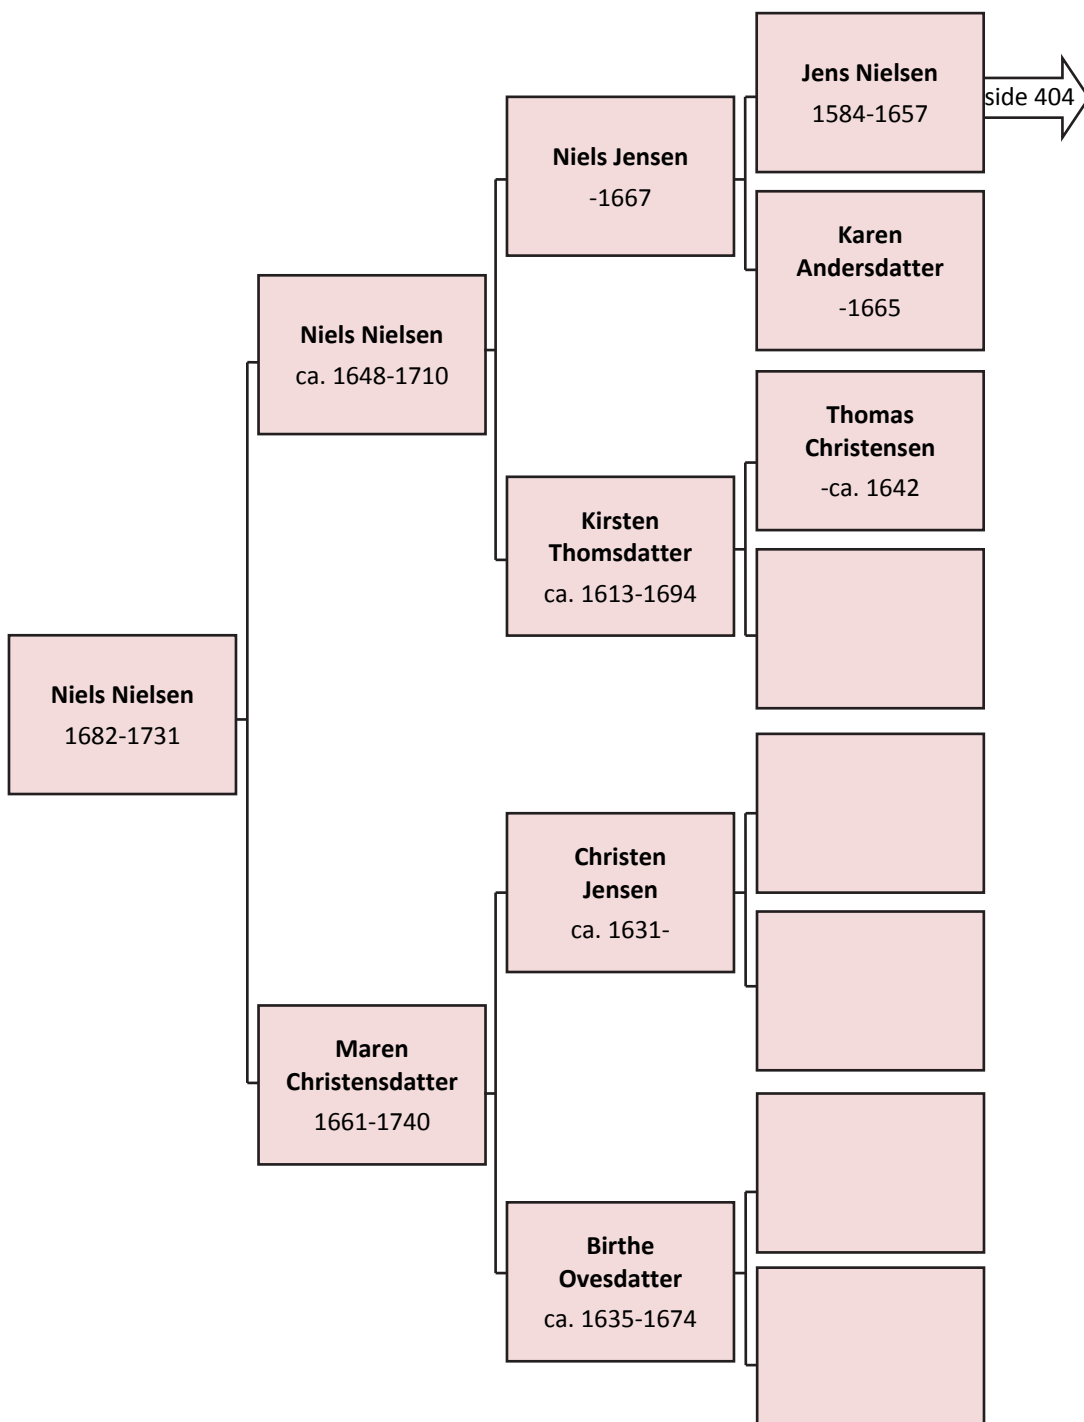 Jens Nielsen
1584-1657
side 404
Niels Jensen
-1667
Karen
Andersdatter
-1665
Niels Nielsen
ca. 1648-1710
Thomas
Christensen
-ca. 1642
Kirsten
Thomsdatter
ca. 1613-1694
Niels Nielsen
1682-1731
Christen
Jensen
ca. 1631-
Maren
Christensdatter
1661-1740
Birthe
Ovesdatter
ca. 1635-1674